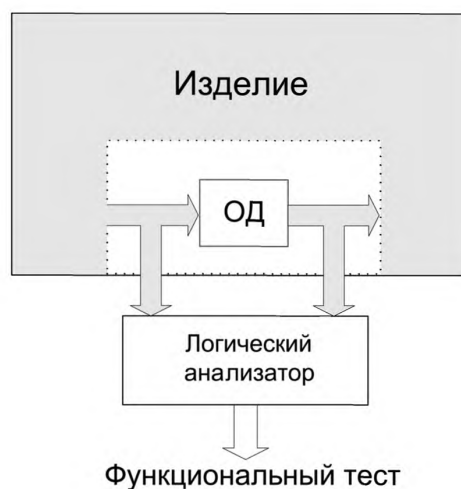 Изделие
ОД
Логический
анализатор
Функциональный тест